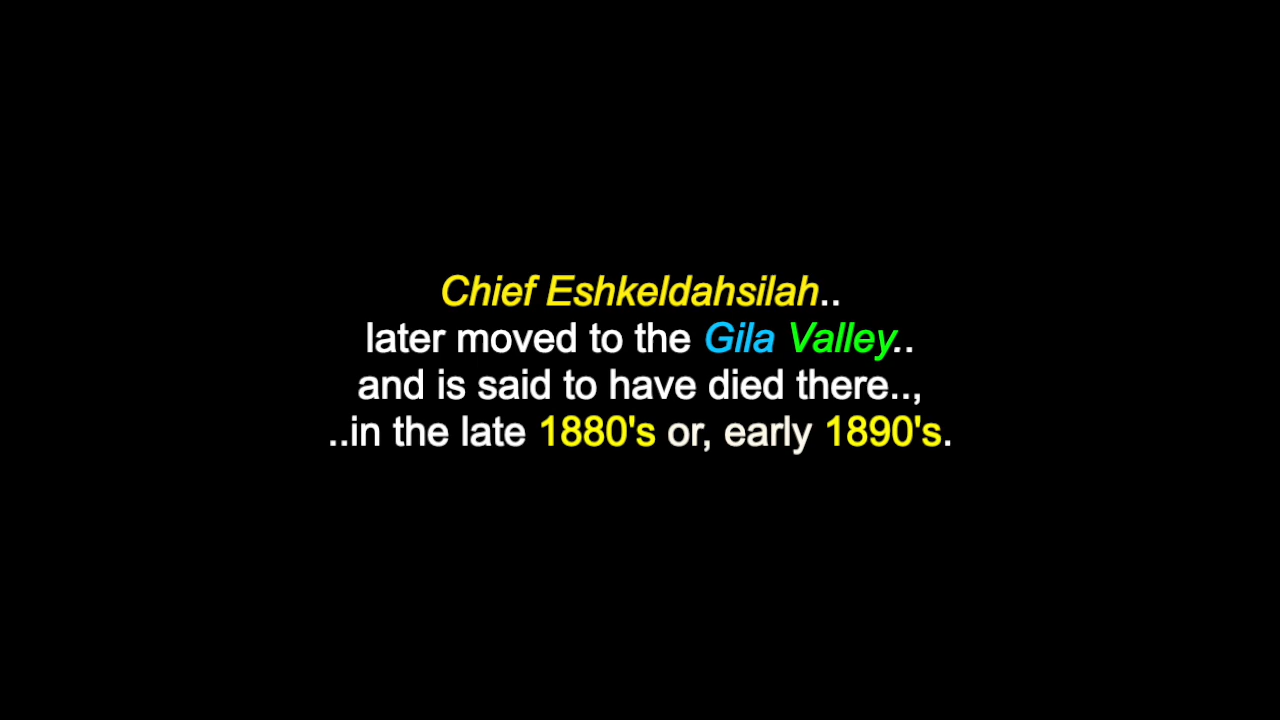 Chief Eshkeldahsilah..
later moved to the Gila Valley..
and is said to have died there..,
..in the late 1880's or, early 1890's.